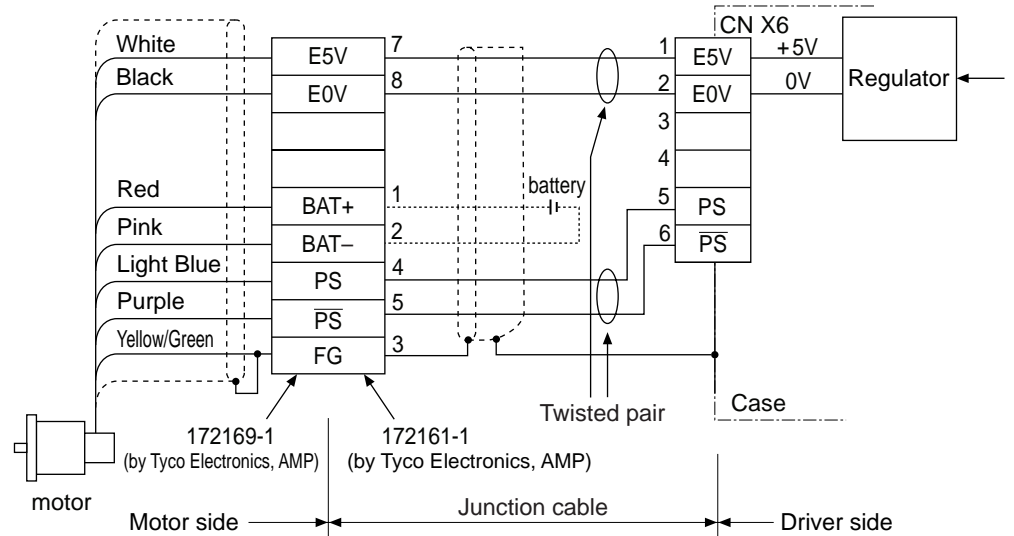 CN X6
White
E5V
7
1
E5V
+5V
Regulator
Black
E0V
8
2
E0V
0V
3
4
battery
Red
BAT+
1
5
PS
Pink
BAT–
2
6
P̅S̅
Light Blue
PS
4
Purple
P̅S̅
5
Yellow/Green
FG
3
Twisted pair
Case
172169-1
(by Tyco Electronics, AMP)
172161-1
(by Tyco Electronics, AMP)
motor
Motor side
Junction cable
Driver side